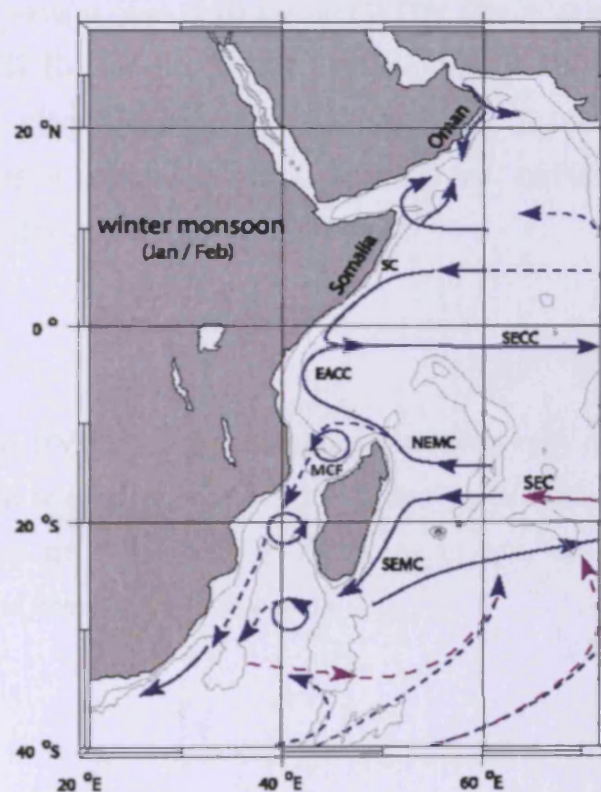 20 °N
Oman
winter monsoon
(Jan / Feb)
Somalia
SC
0 °
SECC
EACC
NEMC
MCF
SEC
20 °S
SEMC
40 °S
20 °E
40 °E
60 °E